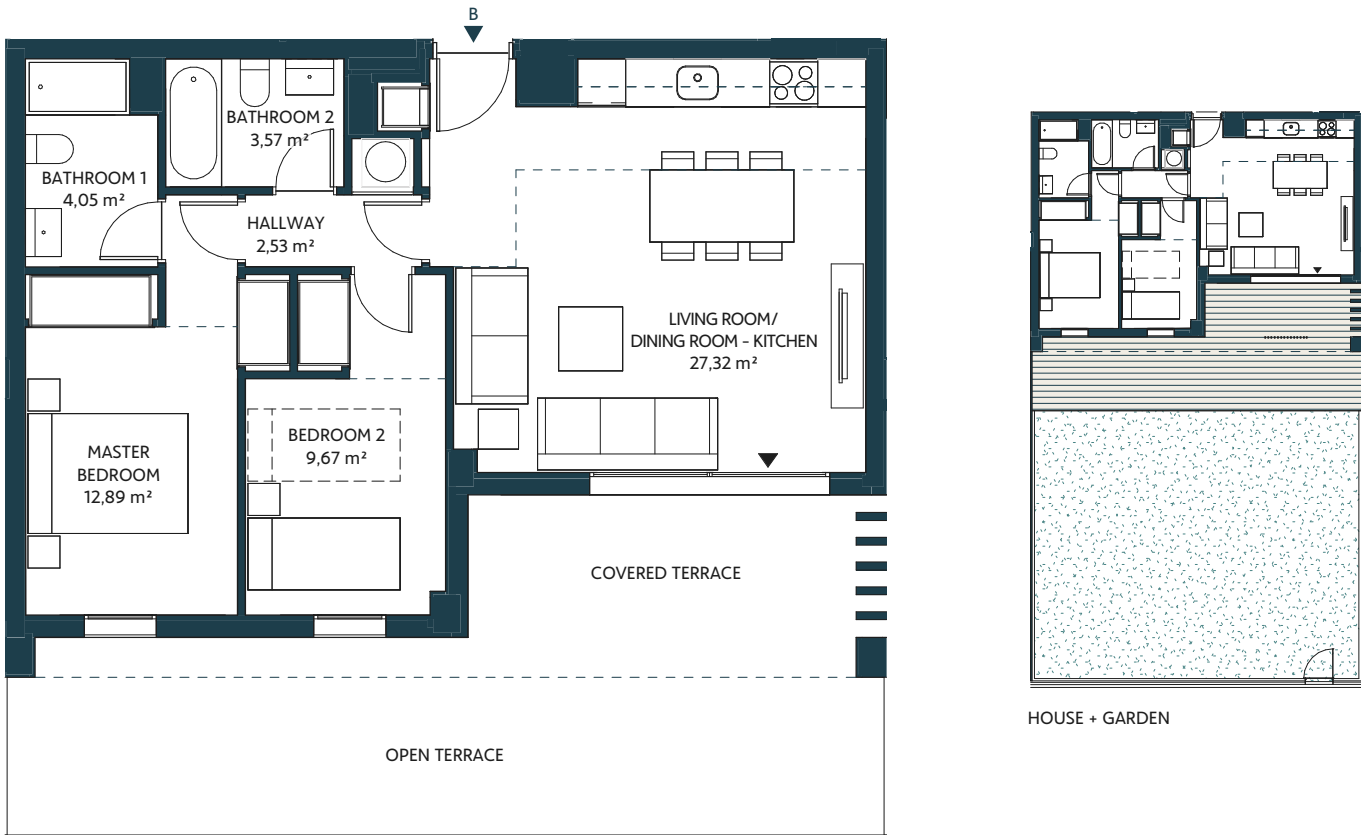 B
BATHROOM 2
3,57 m²
BATHROOM 1
4,05 m²
HALLWAY
2,53 m²
LIVING ROOM/
DINING ROOM - KITCHEN
27,32 m²
MASTER
BEDROOM
12,89 m²
BEDROOM 2
9,67 m²
COVERED TERRACE
OPEN TERRACE
HOUSE + GARDEN